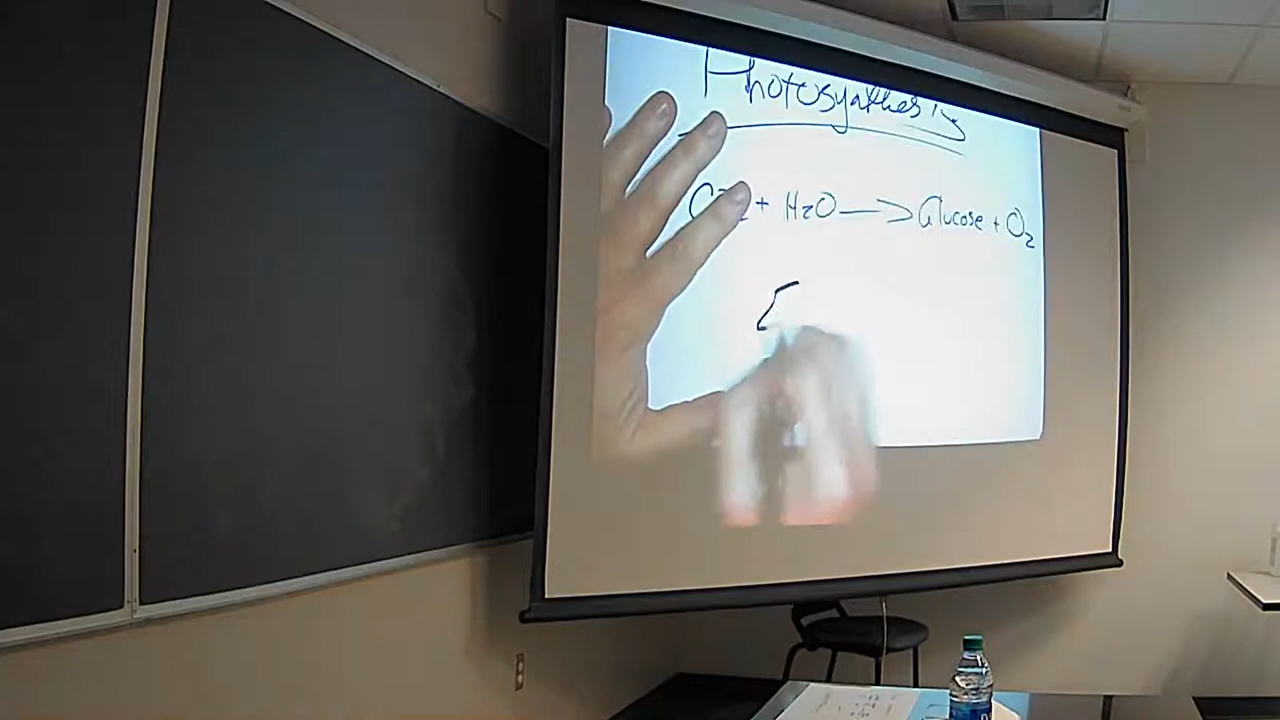 Photosynthesis
+ H2O → Glucose + O2